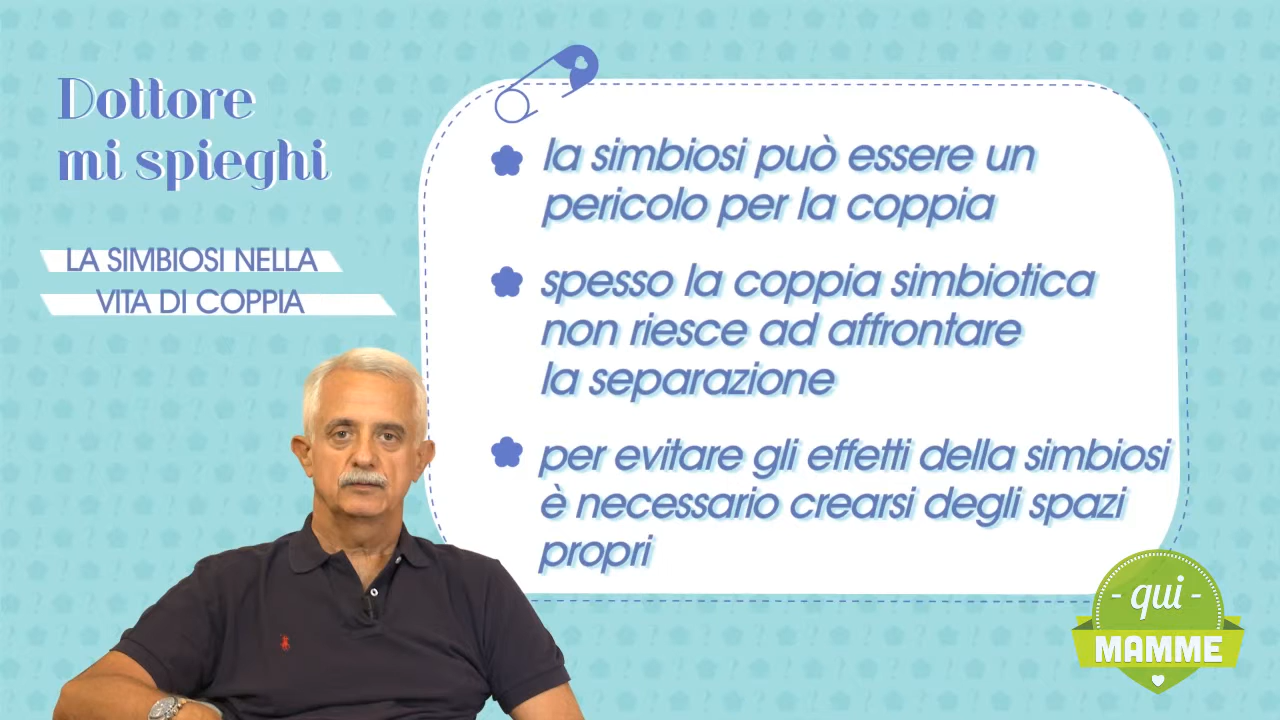 Dottore
mi spieghi
LA SIMBIOSI NELLA
VITA DI COPPIA
la simbiosi può essere un
pericolo per la coppia
spesso la coppia simbiotica
non riesce ad affrontare
la separazione
per evitare gli effetti della simbiosi
è necessario crearsi degli spazi
propri
- qui -
MAMME